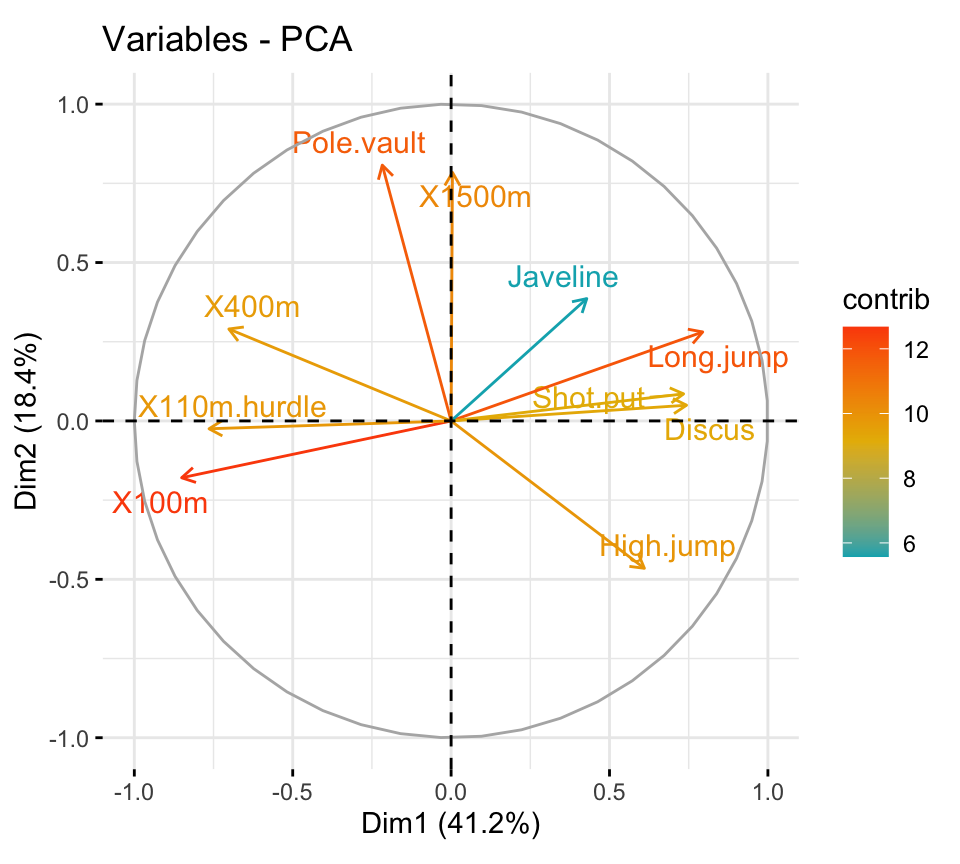 Variables - PCA
1.0
Pole.vault
X1500m
0.5
Javeline
X400m
Long.jump
Shot.put
X110m.hurdle
0.0
Discus
X100m
High.jump
-0.5
-1.0
-1.0
-0.5
0.0
0.5
1.0
Dim1 (41.2%)
Dim2 (18.4%)
contrib
12
10
8
6